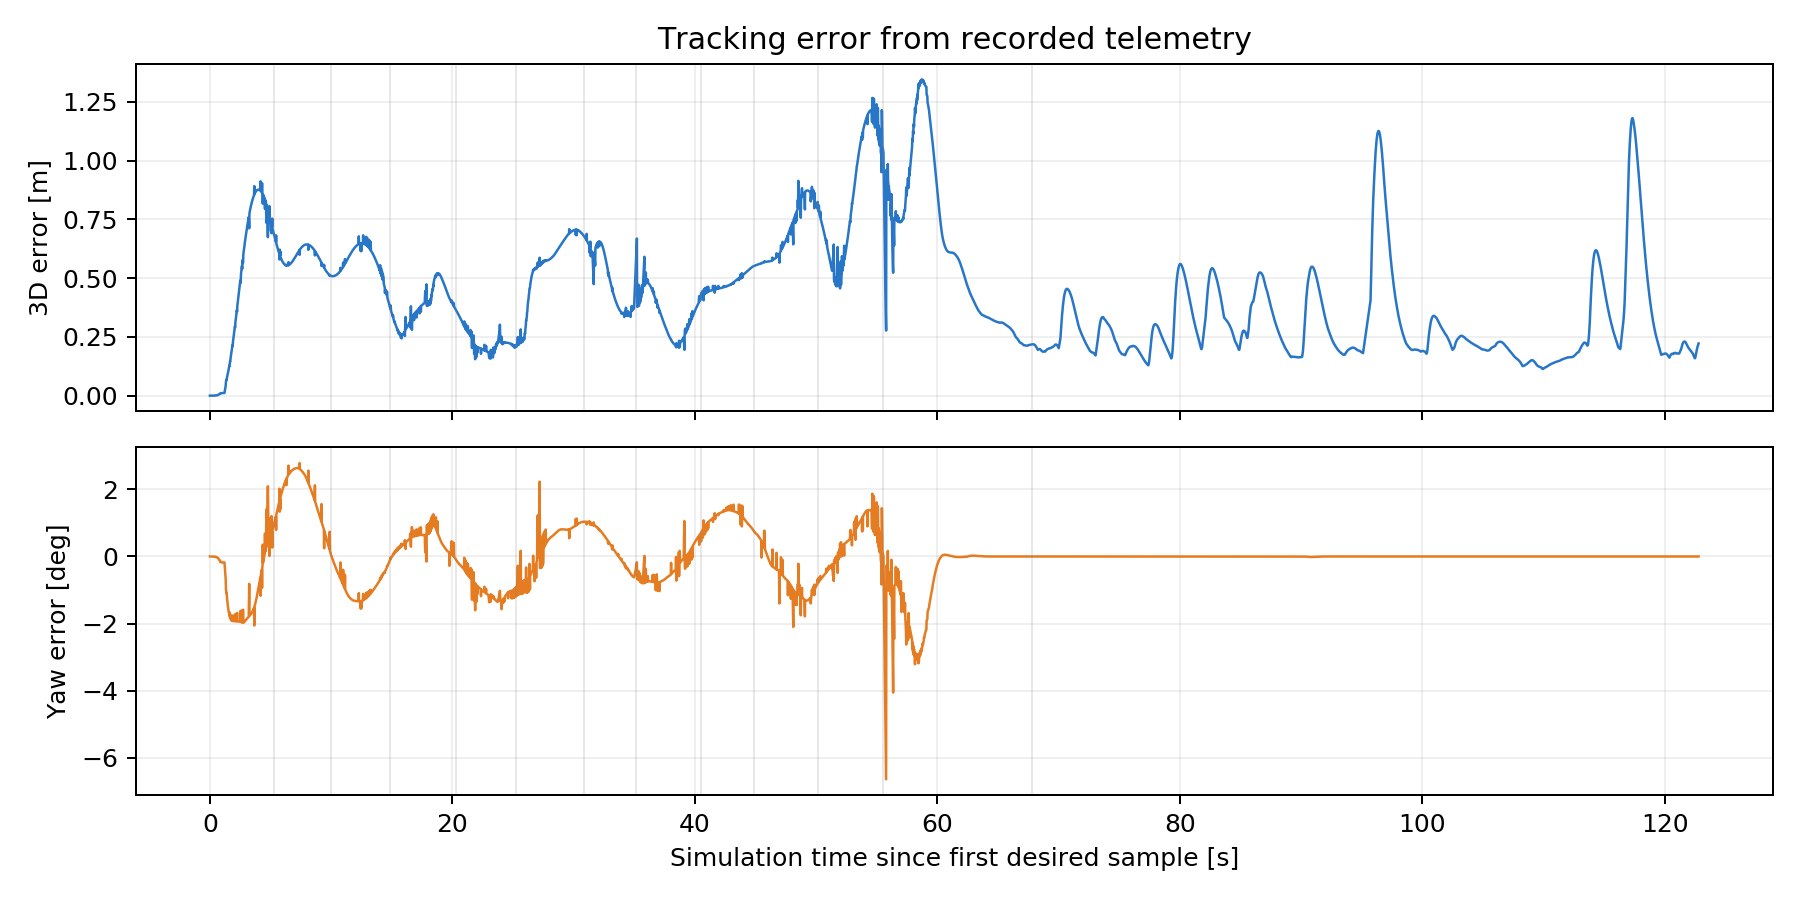 Tracking error from recorded telemetry
3D error [m]
1.25
1.00
0.75
0.50
0.25
0.00
Yaw error [deg]
2
0
−2
−4
−6
0 20 40 60 80 100 120
Simulation time since first desired sample [s]